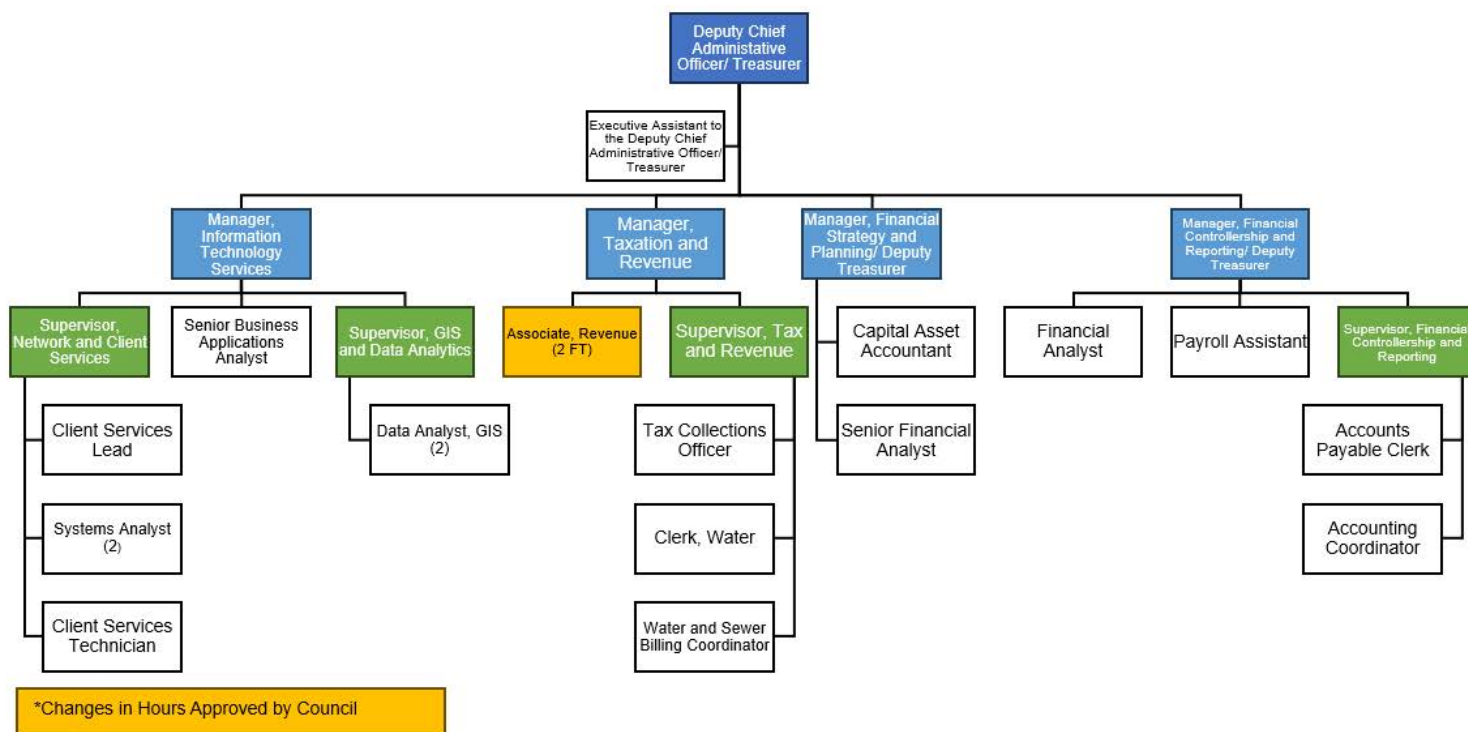 Deputy Chief
Administative
Officer/ Treasurer
Executive Assistant to
the Deputy Chief
Administrative Officer/
Treasurer
Manager,
Information
Technology
Services
Manager,
Taxation and
Revenue
Manager, Financial
Strategy and
Planning/ Deputy
Treasurer
Manager, Financial
Controllership and
Reporting/ Deputy
Treasurer
Supervisor,
Network and Client
Services
Senior Business
Applications
Analyst
Supervisor, GIS
and Data Analytics
Associate, Revenue
(2 FT)
Supervisor, Tax
and Revenue
Capital Asset
Accountant
Financial
Analyst
Payroll Assistant
Supervisor, Financial
Controllership and
Reporting
Client Services
Lead
Data Analyst, GIS
(2)
Tax Collections
Officer
Senior Financial
Analyst
Accounts
Payable Clerk
Systems Analyst
(2)
Clerk, Water
Accounting
Coordinator
Client Services
Technician
Water and Sewer
Billing Coordinator
*Changes in Hours Approved by Council